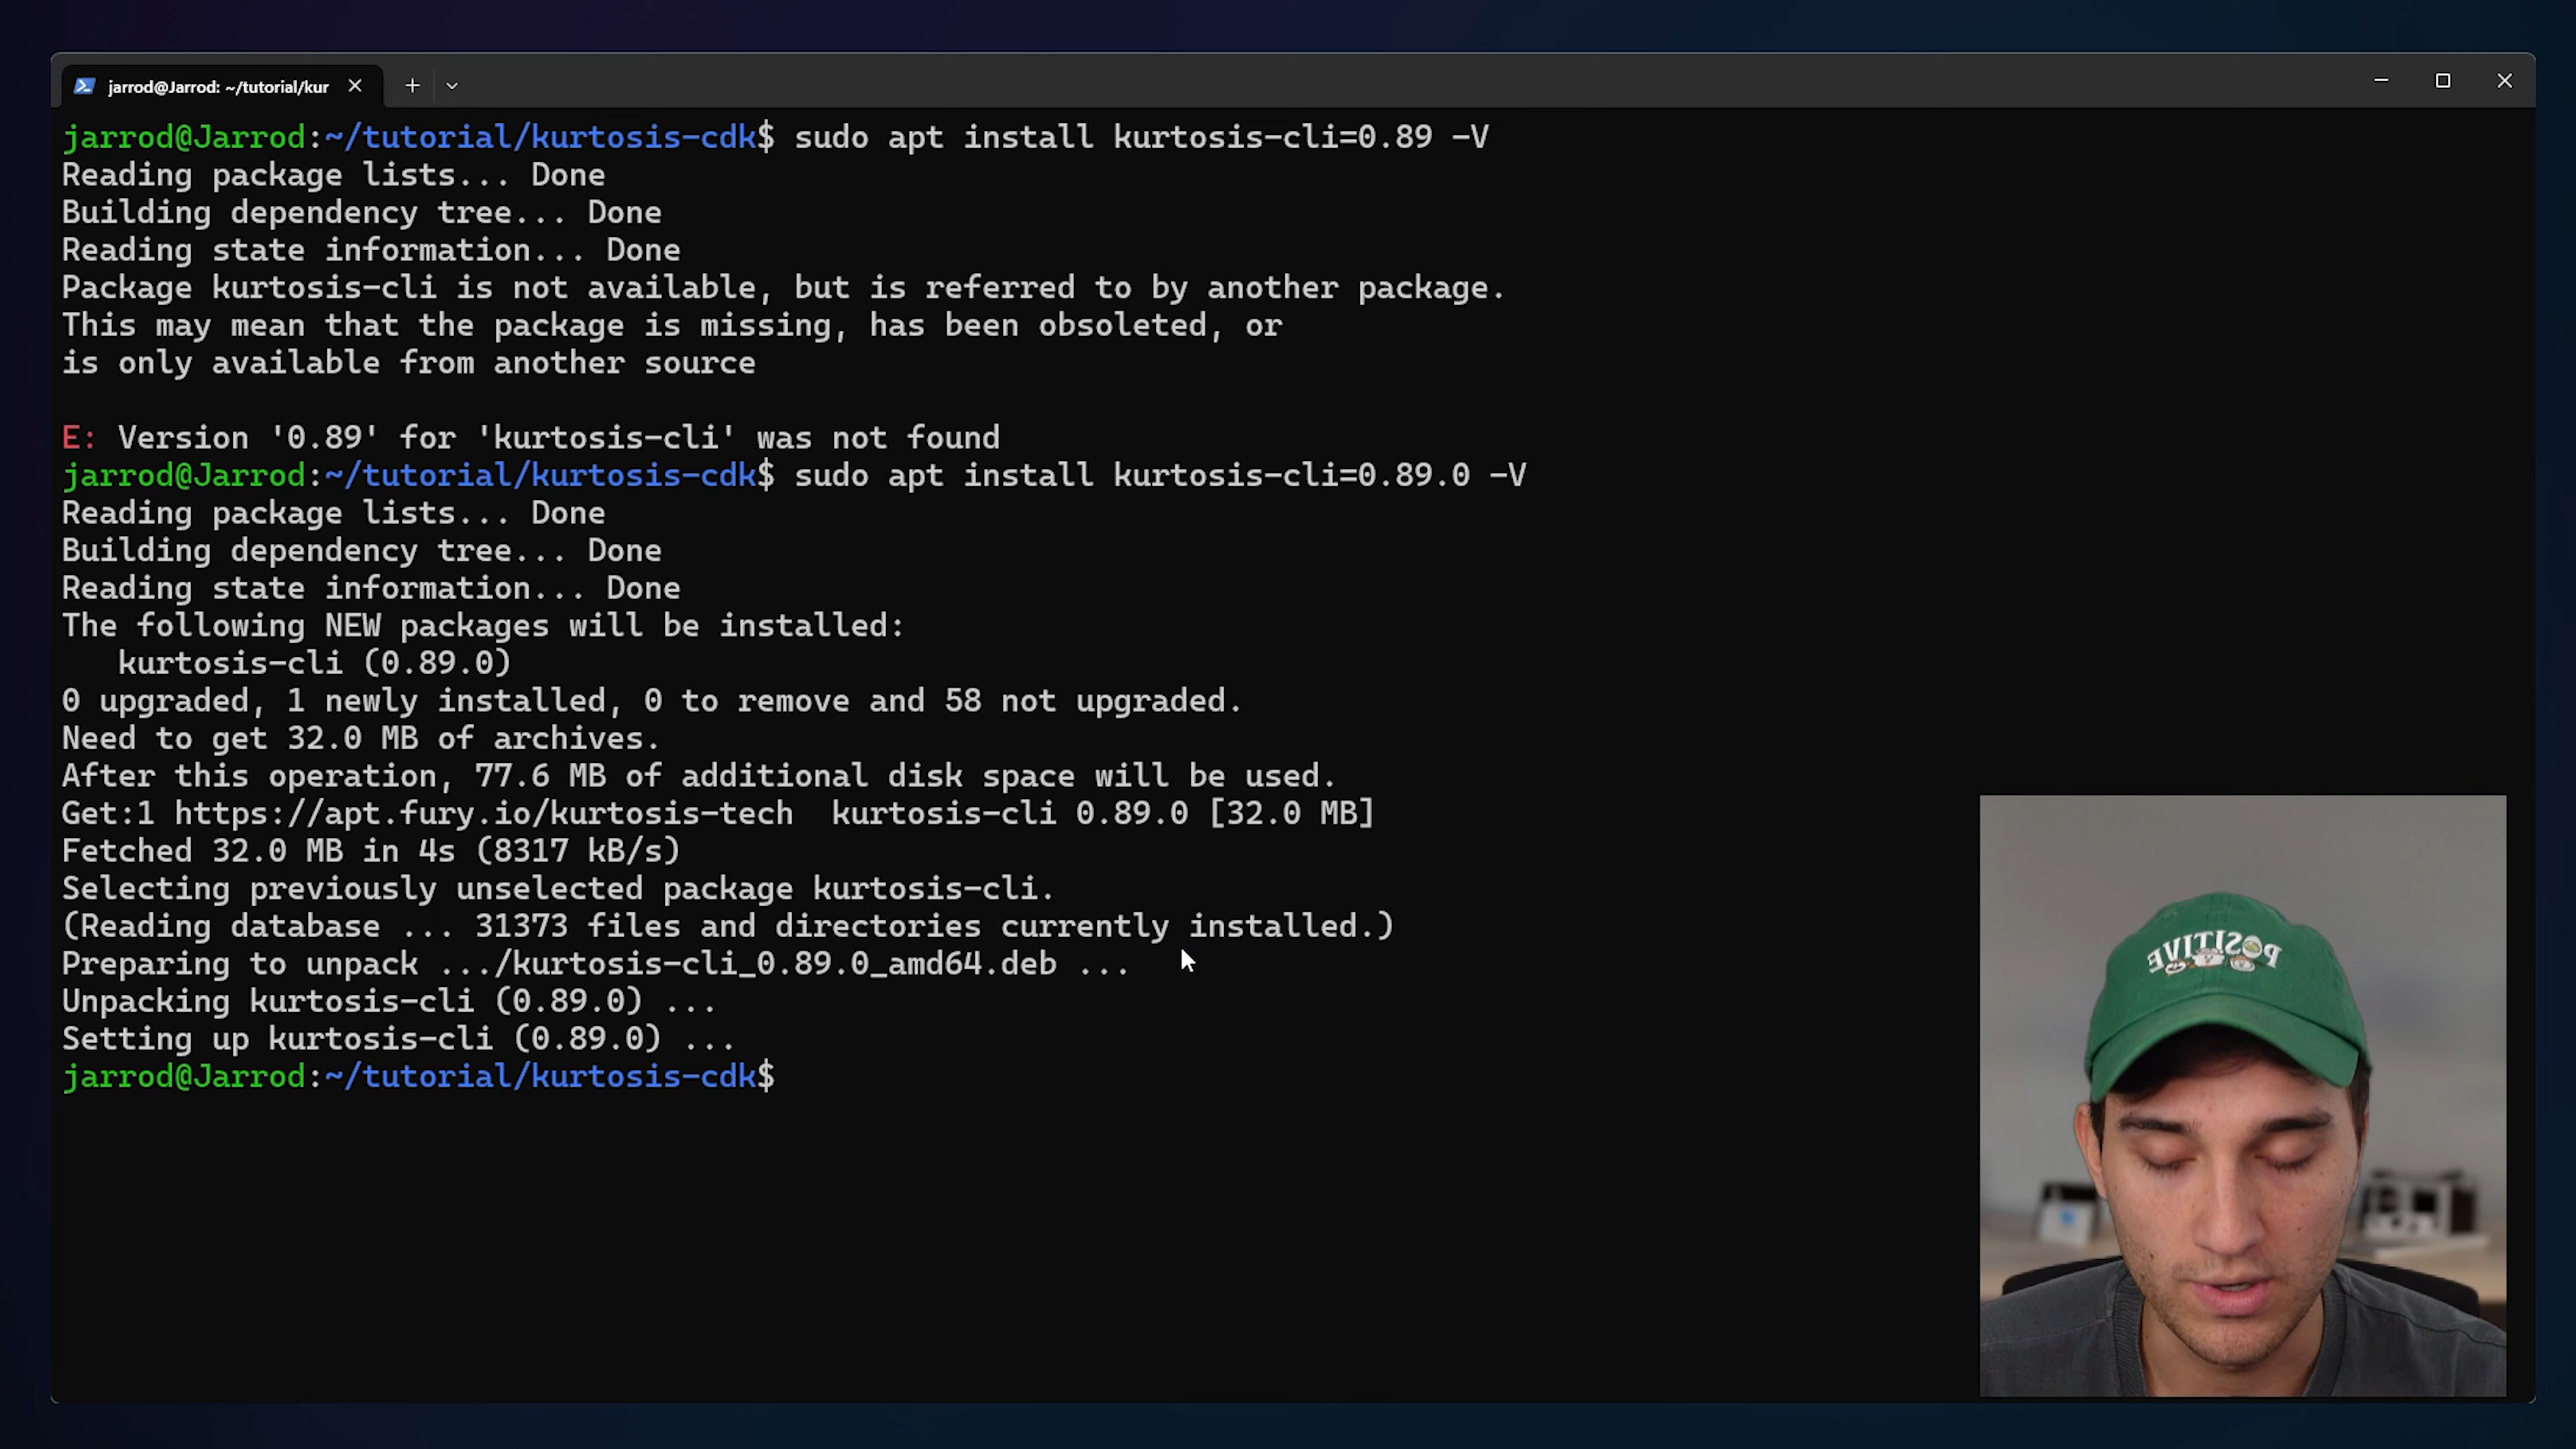 jarrod@Jarrod: ~/tutorial/kur
jarrod@Jarrod:~/tutorial/kurtosis-cdk$ sudo apt install kurtosis-cli=0.89 -V
Reading package lists... Done
Building dependency tree... Done
Reading state information... Done
Package kurtosis-cli is not available, but is referred to by another package.
This may mean that the package is missing, has been obsoleted, or
is only available from another source
E: Version '0.89' for 'kurtosis-cli' was not found
jarrod@Jarrod:~/tutorial/kurtosis-cdk$ sudo apt install kurtosis-cli=0.89.0 -V
Reading package lists... Done
Building dependency tree... Done
Reading state information... Done
The following NEW packages will be installed:
kurtosis-cli (0.89.0)
0 upgraded, 1 newly installed, 0 to remove and 58 not upgraded.
Need to get 32.0 MB of archives.
After this operation, 77.6 MB of additional disk space will be used.
Get:1 https://apt.fury.io/kurtosis-tech  kurtosis-cli 0.89.0 [32.0 MB]
Fetched 32.0 MB in 4s (8317 kB/s)
Selecting previously unselected package kurtosis-cli.
(Reading database ... 31373 files and directories currently installed.)
Preparing to unpack .../kurtosis-cli_0.89.0_amd64.deb ...
Unpacking kurtosis-cli (0.89.0) ...
Setting up kurtosis-cli (0.89.0) ...
jarrod@Jarrod:~/tutorial/kurtosis-cdk$
POSITIVE